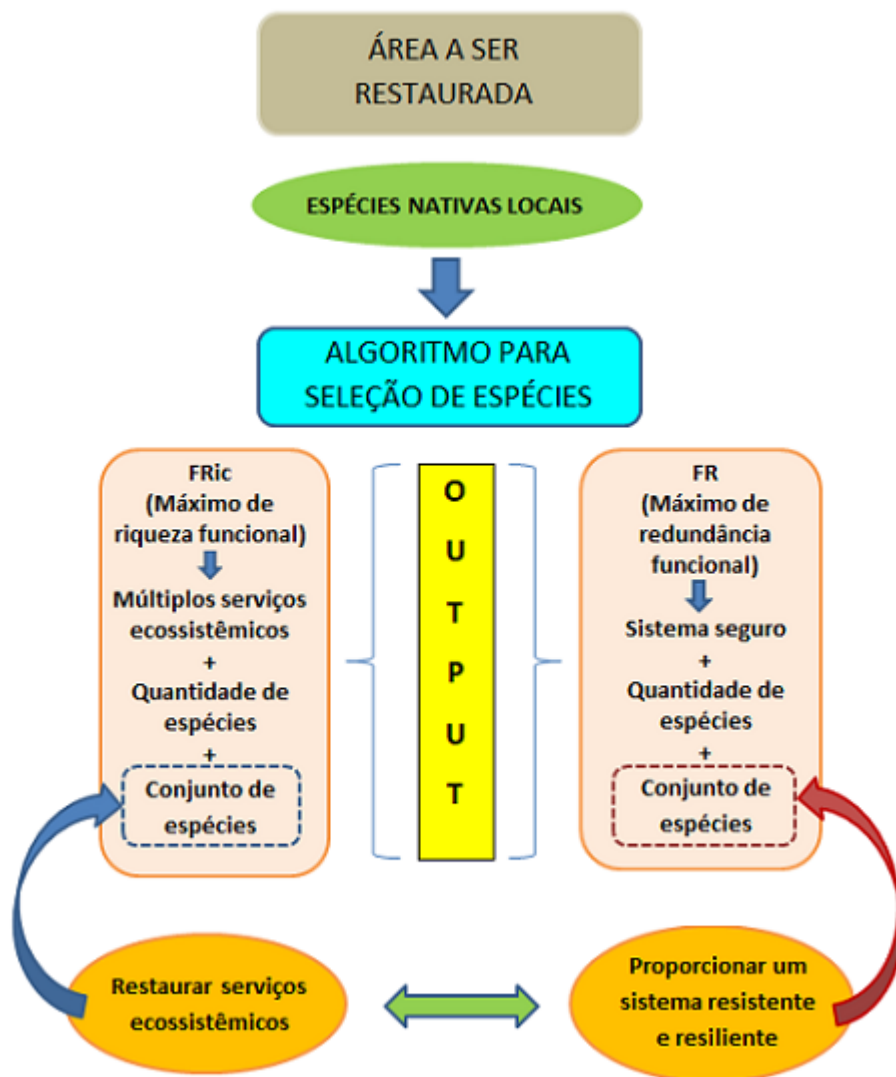 ÁREA A SER
RESTAURADA
ESPÉCIES NATIVAS LOCAIS
ALGORITMO PARA
SELEÇÃO DE ESPÉCIES
FRic
(Máximo de
riqueza funcional)
Múltiplos serviços
ecossistêmicos
+
Quantidade de
espécies
+
Conjunto de
espécies
O
U
T
P
U
T
FR
(Máximo de
redundância
funcional)
Sistema seguro
+
Quantidade de
espécies
+
Conjunto de
espécies
Restaurar serviços
ecossistêmicos
Proporcionar um
sistema resistente
e resiliente